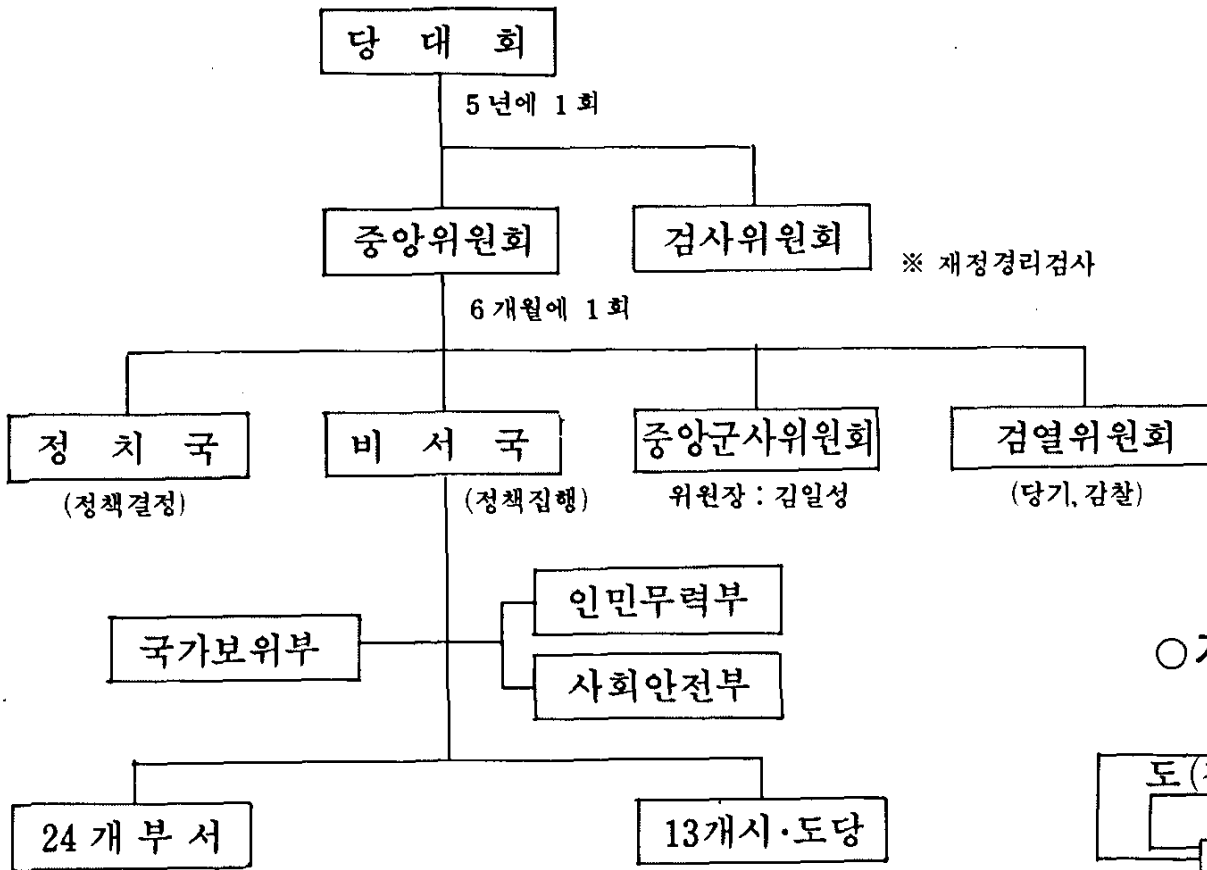 당 대 회
5년에 1회
중앙위원회
검사위원회
※ 재정경리검사
6개월에 1회
정 치 국
비 서 국
중앙군사위원회
검열위원회
(정책결정)
(정책집행)
위원장 : 김일성
(당기, 감찰)
인민무력부
국가보위부
사회안전부
○
도(
24개 부 서
13개시·도당